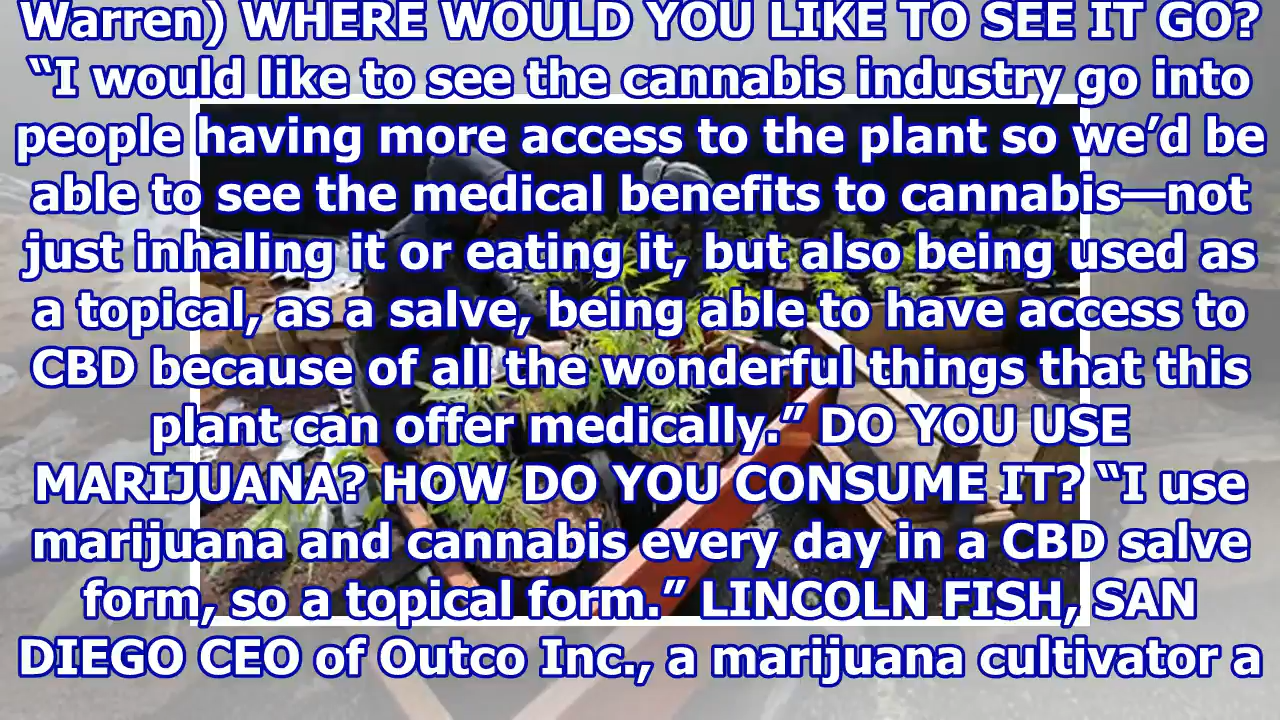 Warren) WHERE WOULD YOU LIKE TO SEE IT GO?
“I would like to see the cannabis industry go into
people having more access to the plant so we’d be
able to see the medical benefits to cannabis—not
just inhaling it or eating it, but also being used as
a topical, as a salve, being able to have access to
CBD because of all the wonderful things that this
plant can offer medically.” DO YOU USE
MARIJUANA? HOW DO YOU CONSUME IT? “I use
marijuana and cannabis every day in a CBD salve
form, so a topical form.” LINCOLN FISH, SAN
DIEGO CEO of Outco Inc., a marijuana cultivator a